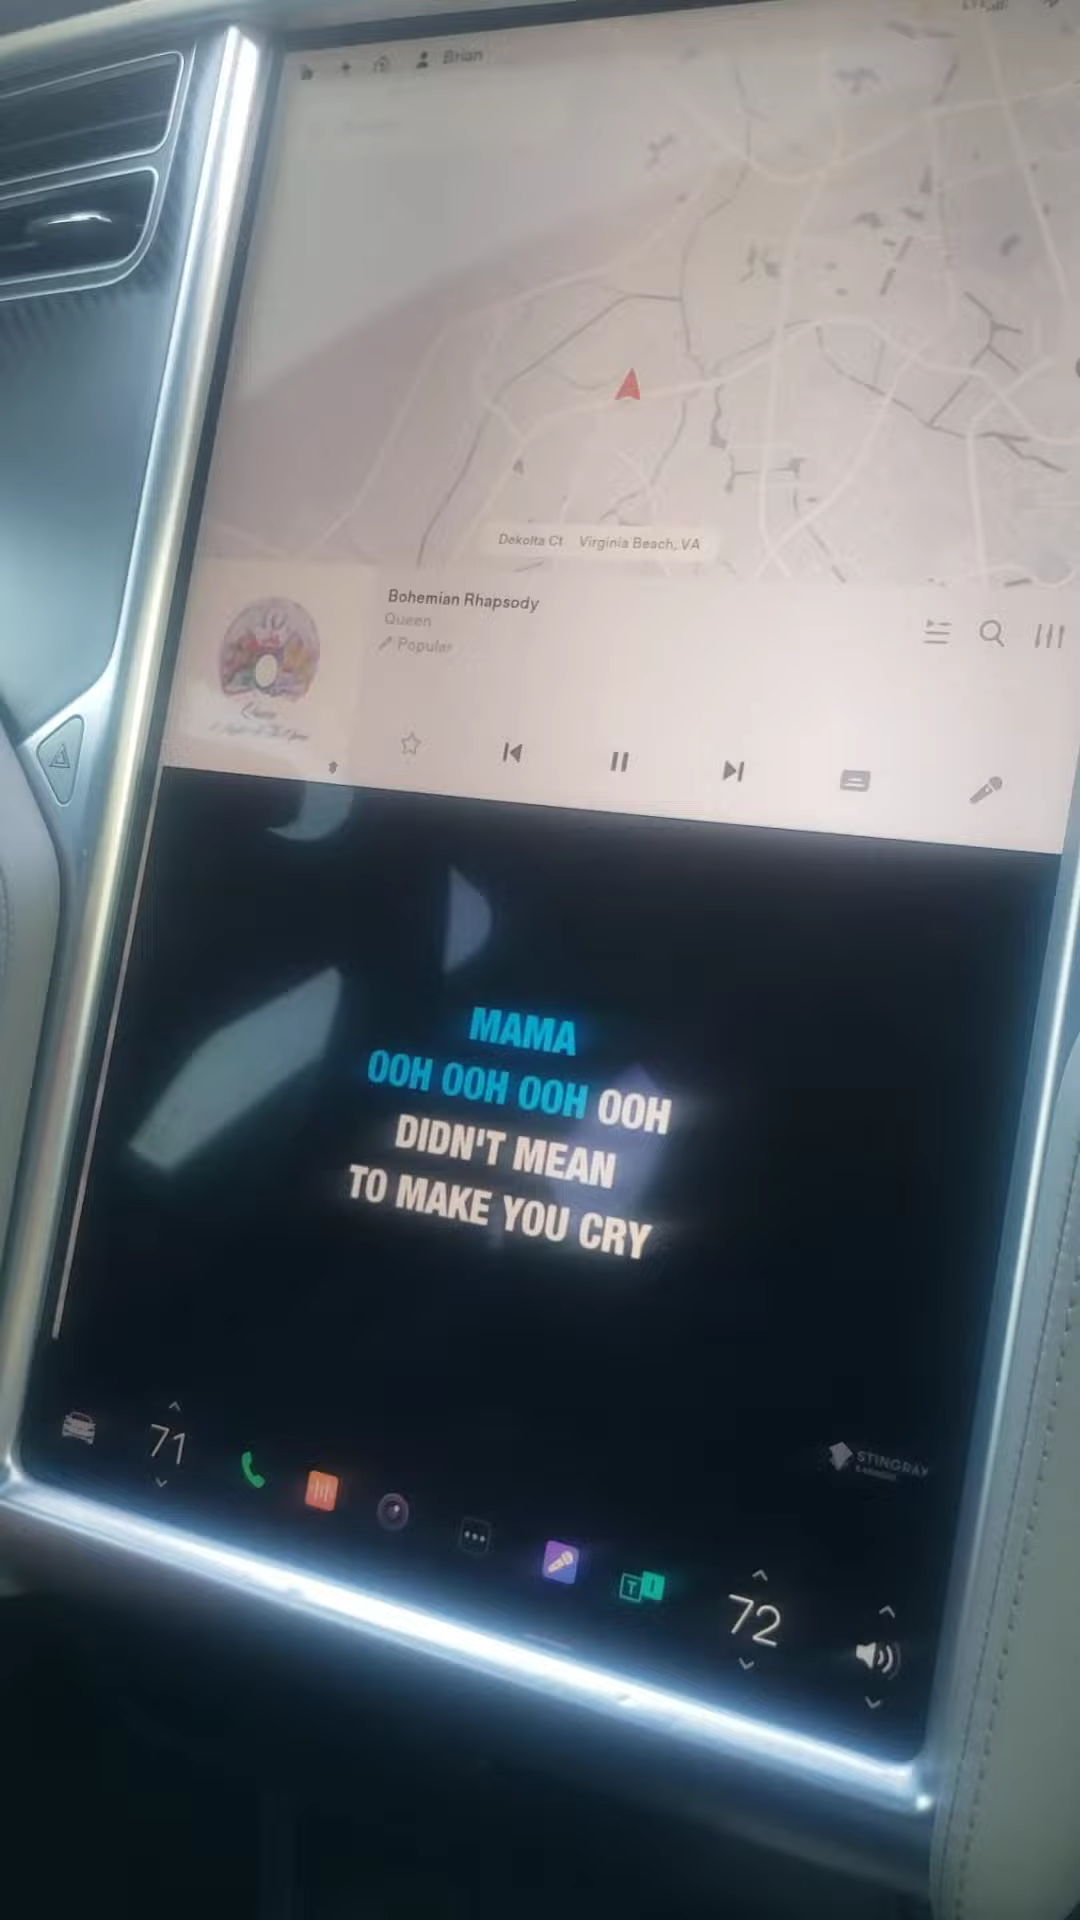 Brian
Dekolta Ct Virginia Beach, VA
Bohemian Rhapsody
Queen
Popular
MAMA
OOH OOH OOH OOH
DIDN'T MEAN
TO MAKE YOU CRY
STINGRAY
71
T
72